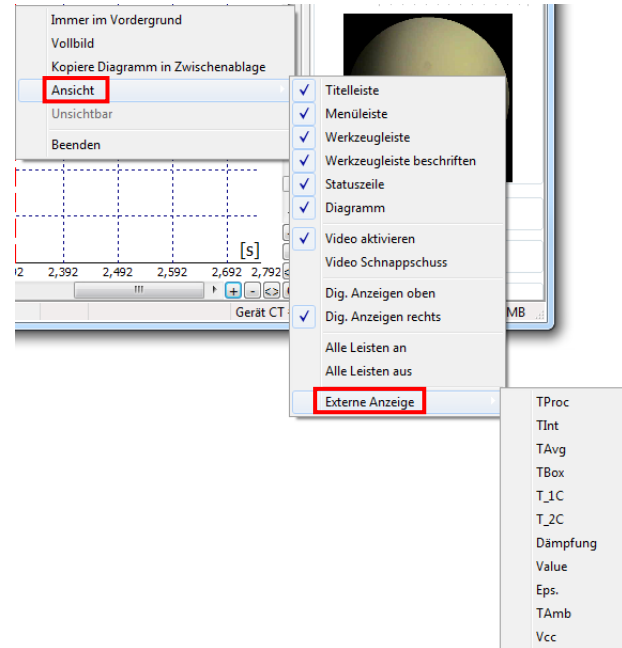 Immer im Vordergrund
Vollbild
Kopiere Diagramm in Zwischenablage
Ansicht
Unsichtbar
Beenden
Titelleiste
Menüleiste
Werkzeugleiste
Werkzeugleiste beschriften
Statuszeile
Diagramm
Video aktivieren
Video Schnappschuss
Dig. Anzeigen oben
Dig. Anzeigen rechts
Alle Leisten an
Alle Leisten aus
Externe Anzeige
[s]
2,392 2,492 2,592 2,692 2,792
+ - <>
Gerät CT
MB
TProc
TInt
TAvg
TBox
T_1C
T_2C
Dämpfung
Value
Eps.
TAmb
Vcc